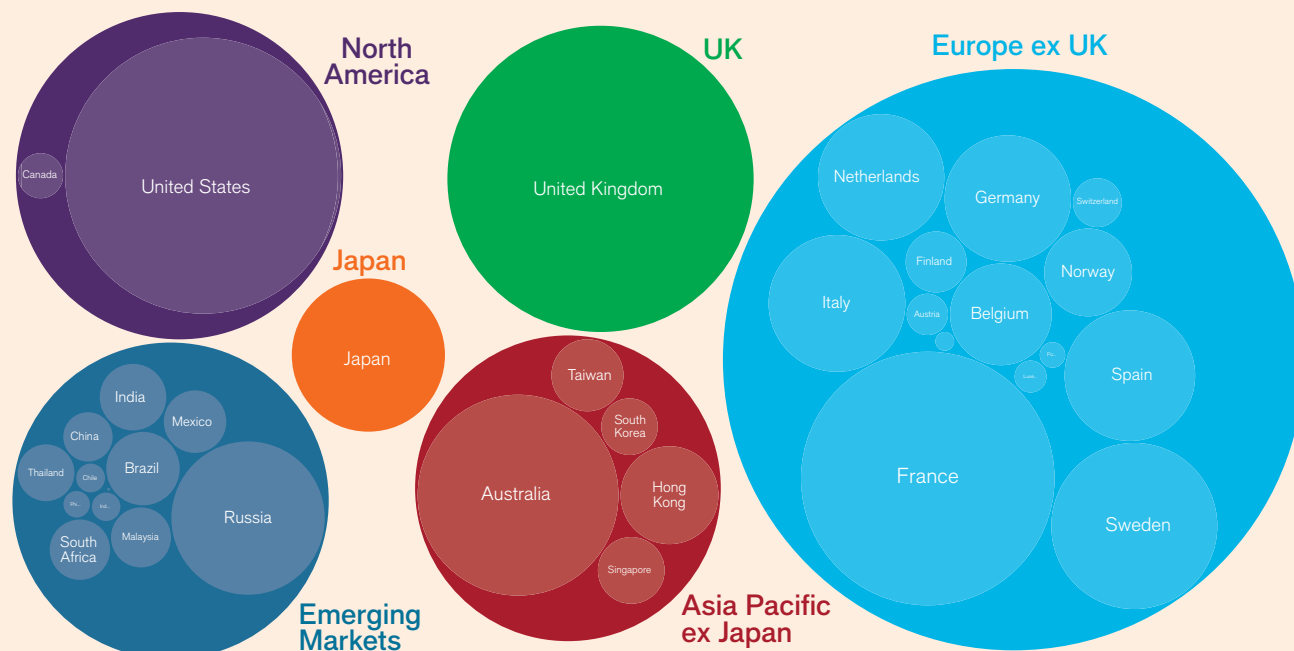 North
America
Canada
United States
UK
United Kingdom
Europe ex UK
Netherlands
Germany
Switzerland
Finland
Norway
Italy
Austria
Belgium
Spain
France
Sweden
Japan
Japan
India
Mexico
China
Thailand
Chile
Brazil
Russia
South
Africa
Malaysia
Emerging
Markets
Taiwan
South
Korea
Australia
Hong
Kong
Singapore
Asia Pacific
ex Japan